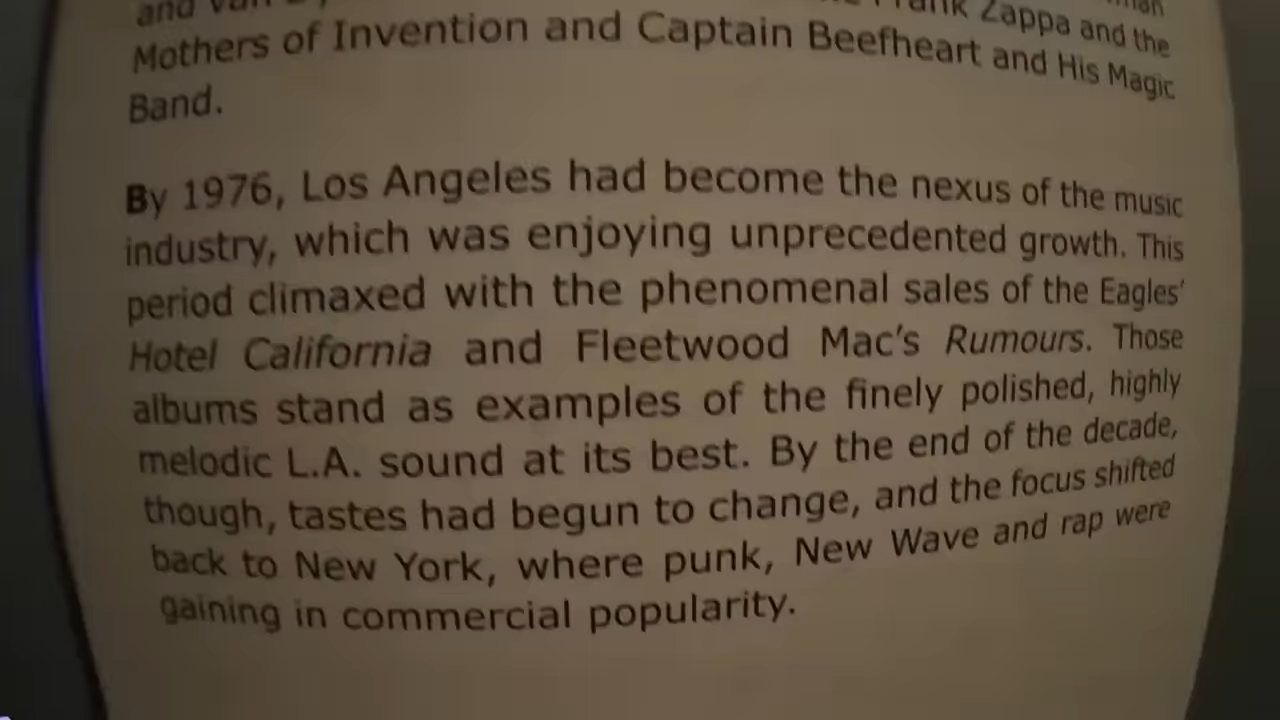 and
Zappa and the
Mothers of Invention and Captain Beefheart and His Magic
Band.
By 1976, Los Angeles had become the nexus of the music
industry, which was enjoying unprecedented growth. This
period climaxed with the phenomenal sales of the Eagles'
Hotel California and Fleetwood Mac's Rumours. Those
albums stand as examples of the finely polished, highly
melodic L.A. sound at its best. By the end of the decade,
though, tastes had begun to change, and the focus shifted
back to New York, where punk, New Wave and rap were
gaining in commercial popularity.